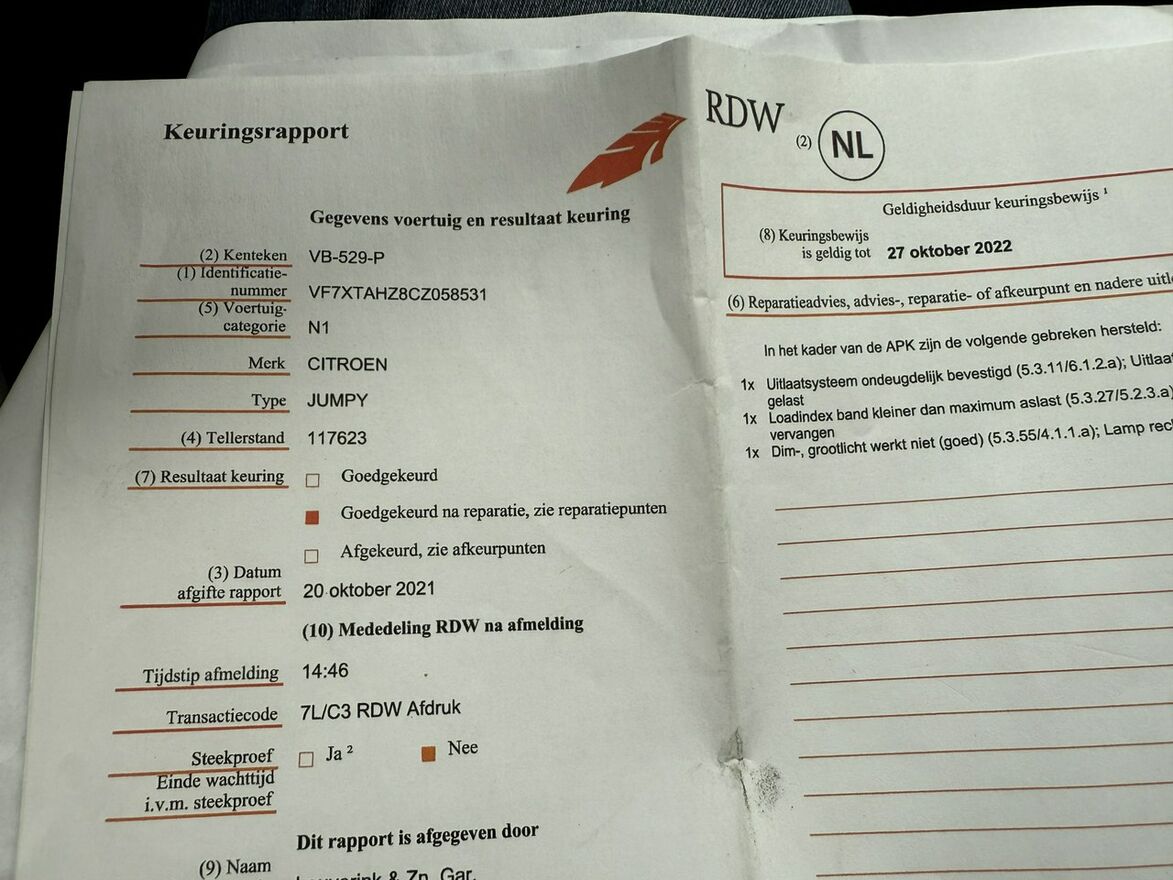 Keuringsrapport
Gegevens voertuig en resultaat keuring
(2) Kenteken VB-529-P
(1) Identificatie-
nummer VF7XTAHZ8CZ058531
(5) Voertuig-
categorie N1
Merk CITROEN
Type JUMPY
(4) Tellerstand 117623
(7) Resultaat keuring Goedgekeurd
Goedgekeurd na reparatie, zie reparatiepunten
Afgekeurd, zie afkeurpunten
(3) Datum
afgifte rapport 20 oktober 2021
(10) Mededeling RDW na afmelding
Tijdstip afmelding 14:46
Transactiecode 7L/C3 RDW Afdruk
Steekproef Ja ² Nee
Einde wachttijd
i.v.m. steekproef
Dit rapport is afgegeven door
(9) Naam & Zn. Gar.
RDW (2) NL
Geldigheidsduur keuringsbewijs ¹
(8) Keuringsbewijs
is geldig tot 27 oktober 2022
(6) Reparatieadvies, advies-, reparatie- of afkeurpunt en nadere
In het kader van de APK zijn de volgende gebreken hersteld:
1x Uitlaatsysteem ondeugdelijk bevestigd (5.3.11/6.1.2.a);
gelast
1x Loadindex band kleiner dan maximum aslast (5.3.27/5.2.3.a)
vervangen
1x Dim-, grootlicht werkt niet (goed) (5.3.55/4.1.1.a); Lamp